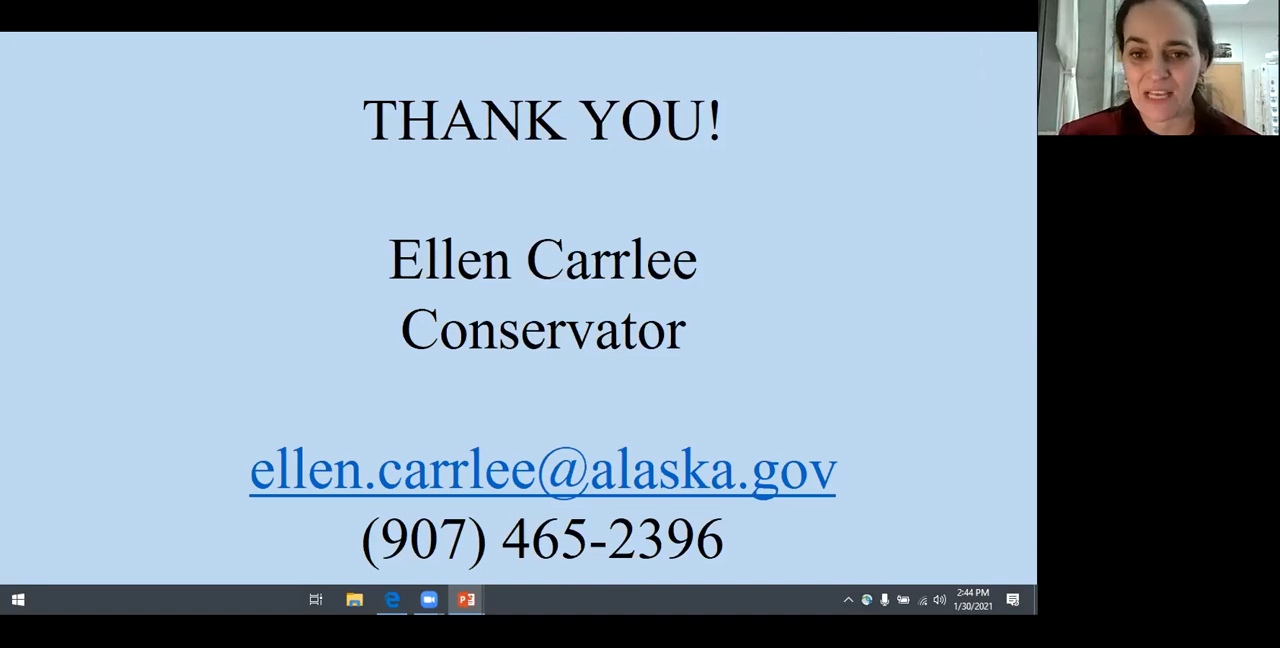 THANK YOU!
Ellen Carrlee
Conservator
ellen.carrlee@alaska.gov
(907) 465-2396
2:44 PM
1/30/2021